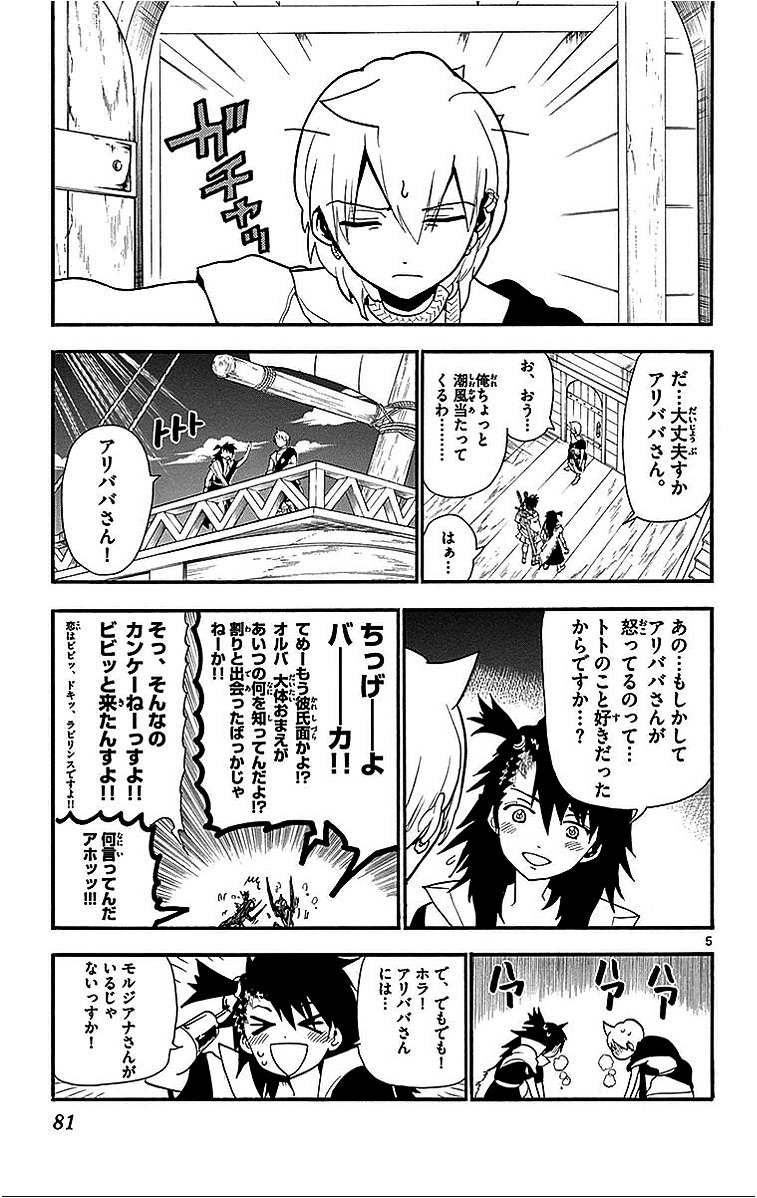 ボチャッ
だ…大丈夫すか
アリババさん。
お、おう…
俺ちょっと
潮風当たって
くるわ………
はぁ…
トトトト
アリババさん！
あの…もしかして
アリババさんが
怒ってるのって…
トトのこと好きだった
からですか…？
ちっげーよ
バーーカ!!
てめーもう彼氏面かよ!?
オルバ 大体おまえが
あいつの何を知ってんだよ!?
割りと出会ったばっかじゃ
ねーか!!
そっ、そんなの
カンケーねーっすよ!!
ビビッと来たんすよ!!
恋はビビッ、ドキッ、ラビリンスですよ!!
何言ってんだ
アホッッ!!!
5
ハァ
ハァ
ハァ
で、でもでも！
ホラ！
アリババさん
には…
モルジアナさんが
いるじゃ
ないっすか！
81